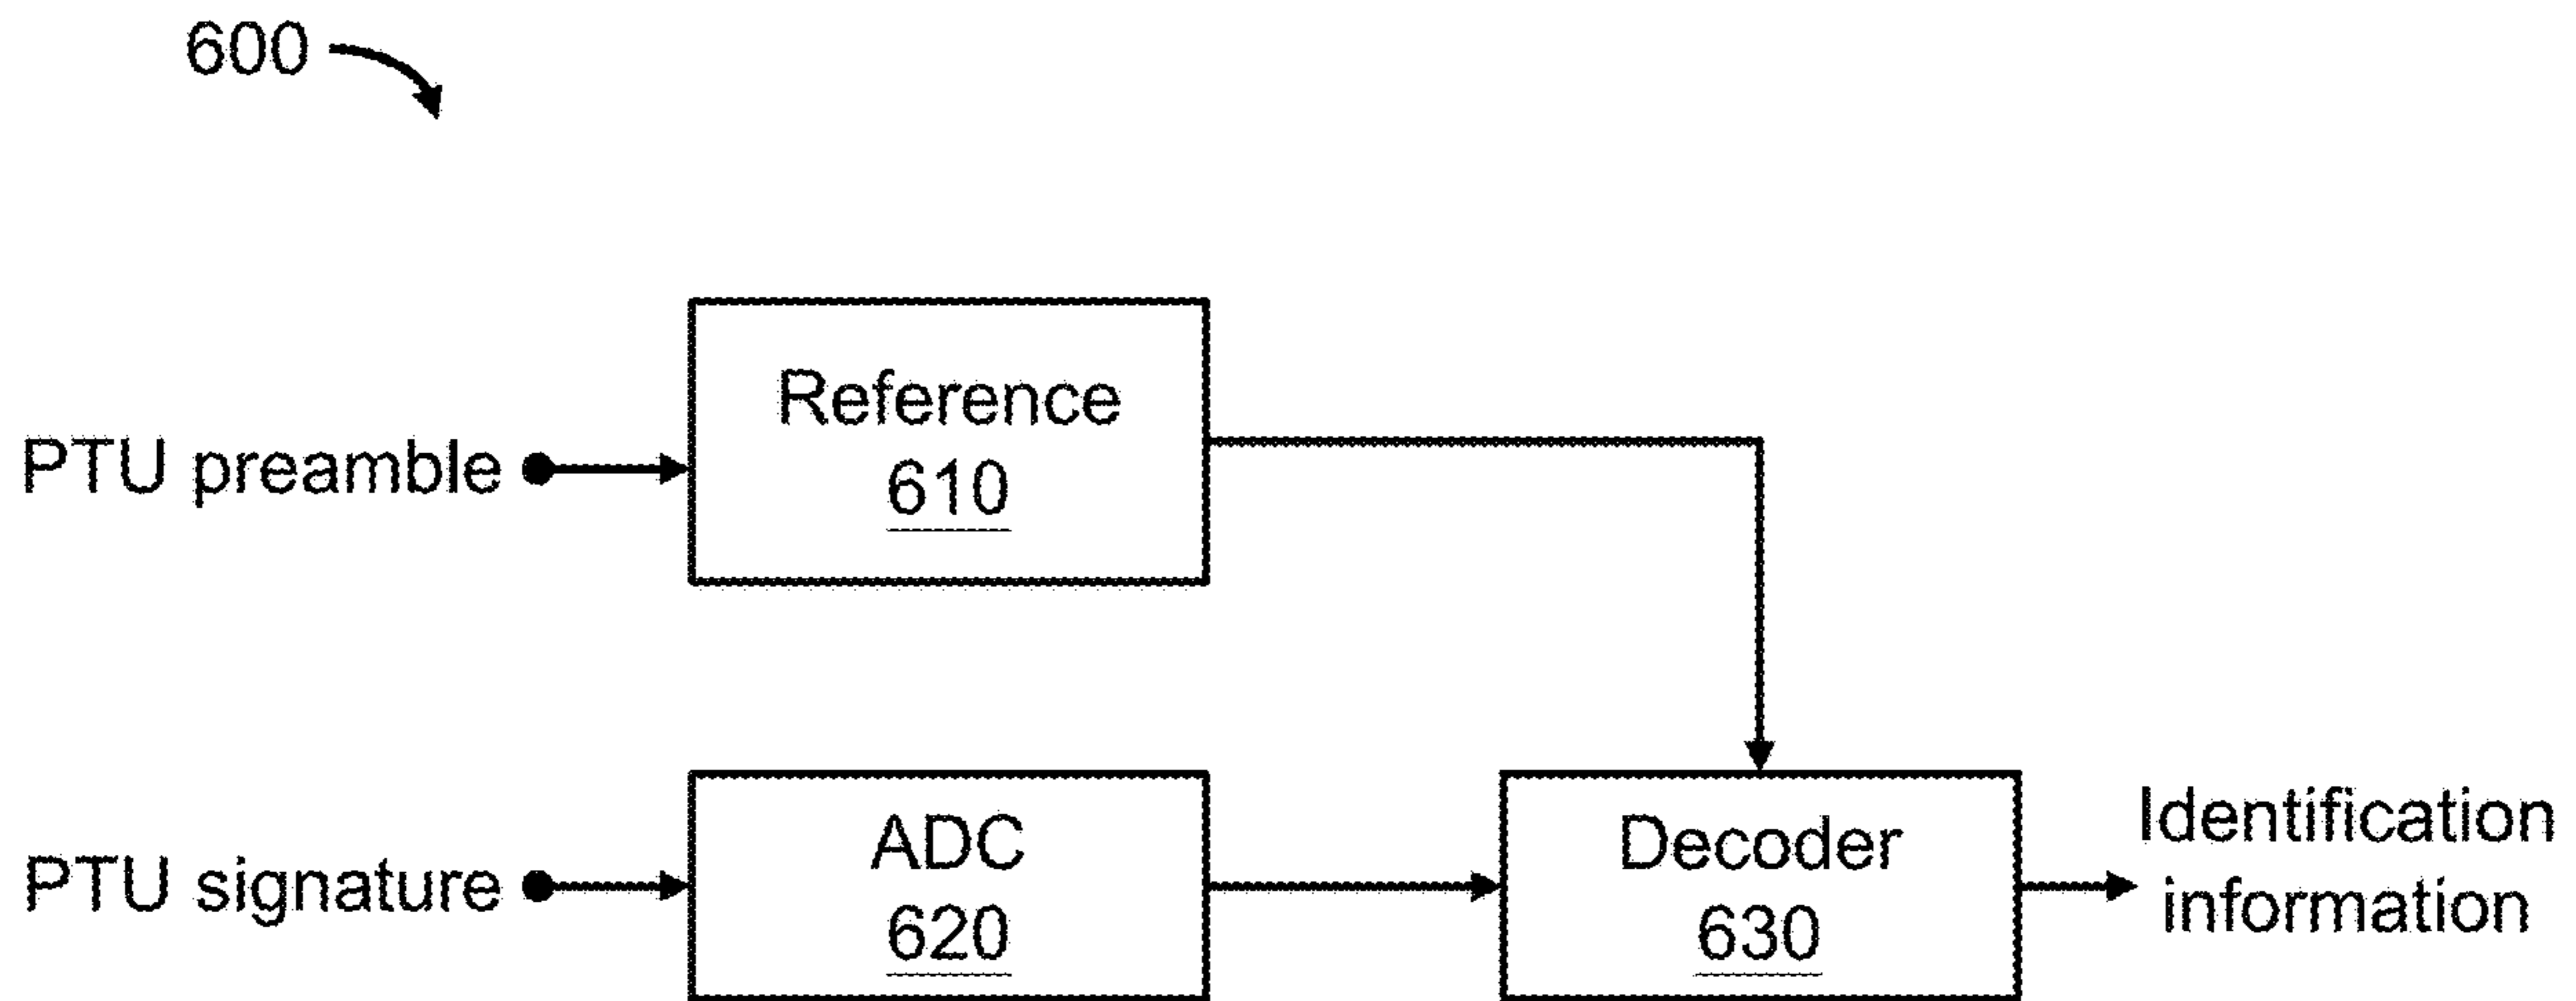 600
Reference
610
PTU preamble
ADC
620
PTU signature
Decoder
630
Identification
information